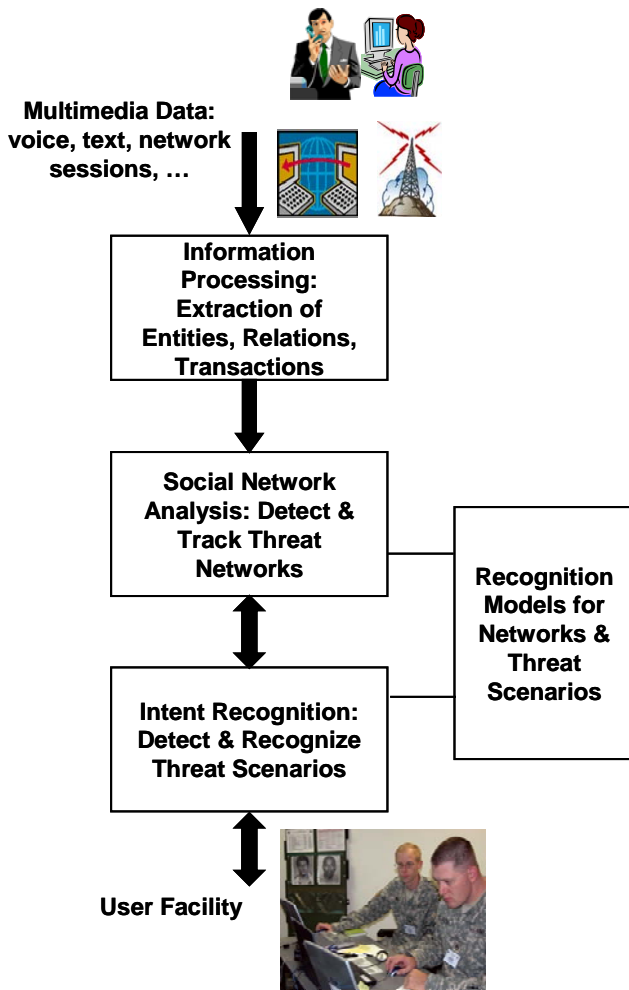 Multimedia Data:
voice, text, network
sessions, …
Information
Processing:
Extraction of
Entities, Relations,
Transactions
Social Network
Analysis: Detect &
Track Threat
Networks
Recognition
Models for
Networks &
Threat
Scenarios
Intent Recognition:
Detect & Recognize
Threat Scenarios
User Facility